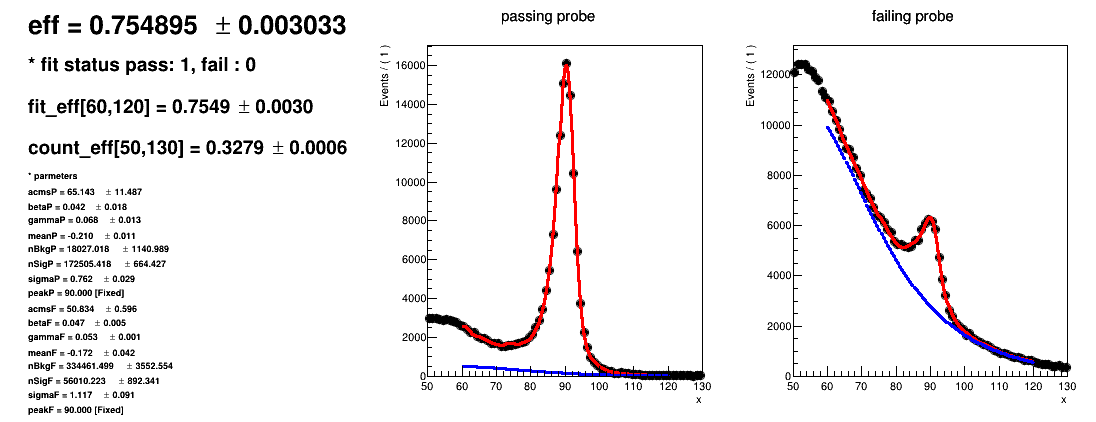 eff = 0.754895 ± 0.003033
* fit status pass: 1, fail : 0
fit_eff[60,120] = 0.7549 ± 0.0030
count_eff[50,130] = 0.3279 ± 0.0006
* parmeters
acmsP = 65.143 ± 11.487
betaP = 0.042 ± 0.018
gammaP = 0.068 ± 0.013
meanP = -0.210 ± 0.011
nBkgP = 18027.018 ± 1140.989
nSigP = 172505.418 ± 664.427
sigmaP = 0.762 ± 0.029
peakP = 90.000 [Fixed]
acmsF = 50.834 ± 0.596
betaF = 0.047 ± 0.005
gammaF = 0.053 ± 0.001
meanF = -0.172 ± 0.042
nBkgF = 334461.499 ± 3552.554
nSigF = 56010.223 ± 892.341
sigmaF = 1.117 ± 0.091
peakF = 90.000 [Fixed]
passing probe
Events / ( 1 )
16000
14000
12000
10000
8000
6000
4000
2000
0
50 60 70 80 90 100 110 120 130
x
failing probe
Events / ( 1 )
12000
10000
8000
6000
4000
2000
0
50 60 70 80 90 100 110 120 130
x